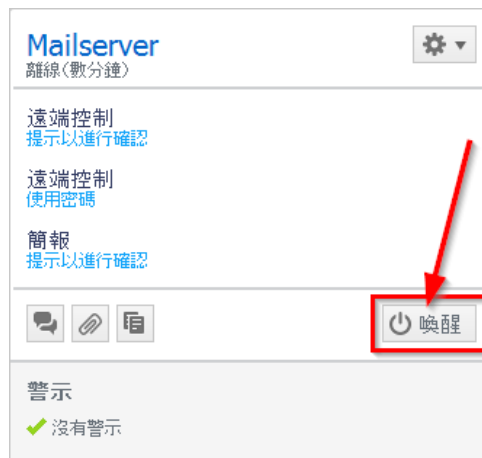 Mailserver
離線(數分鐘)
遠端控制
提示以進行確認
遠端控制
使用密碼
簡報
提示以進行確認
喚醒
警示
沒有警示